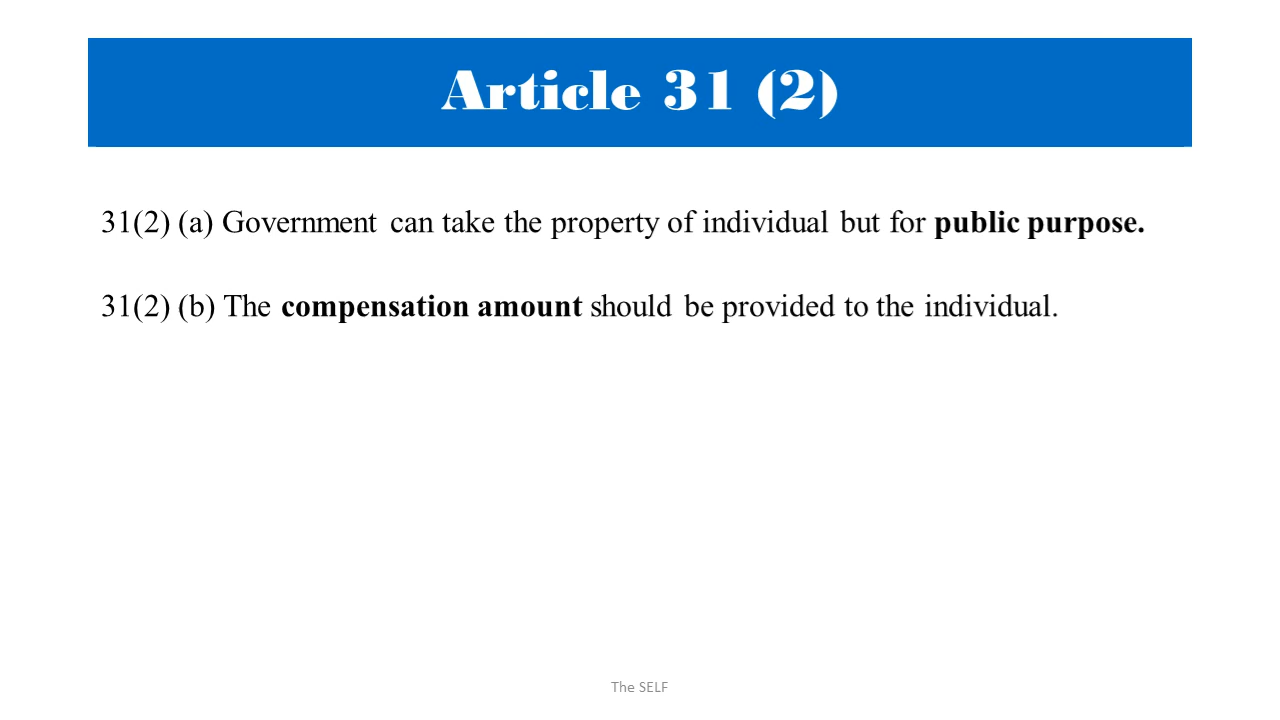 Article 31 (2)
31(2) (a) Government can take the property of individual but for public purpose.
31(2) (b) The compensation amount should be provided to the individual.
The SELF